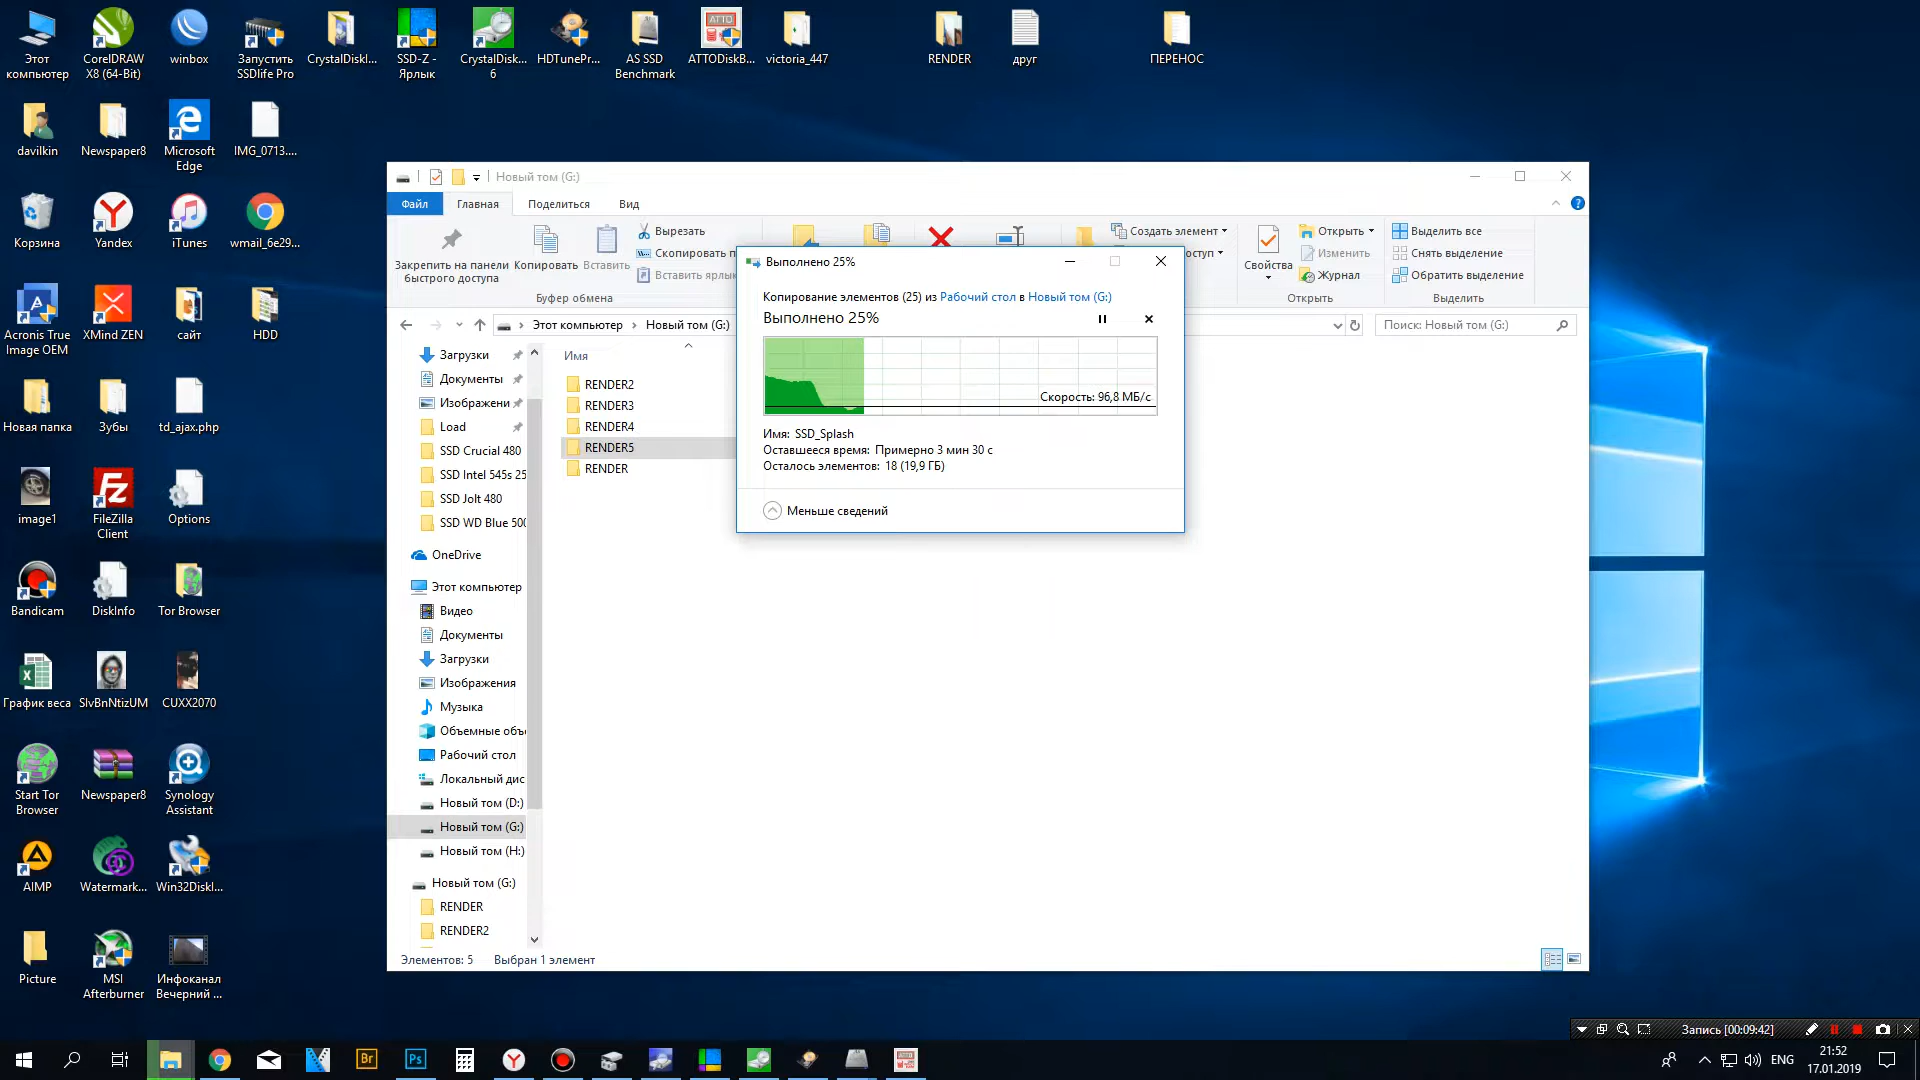 Этот компьютер
CorelDRAW X8 (64-Bit)
winbox
Запустить SSDlife Pro
CrystalDiskI...
SSD-Z - Ярлык
CrystalDisk... 6
HDTunePr...
AS SSD Benchmark
ATTODiskB...
victoria_447
RENDER
друг
ПЕРЕНОС
davilkin
Newspaper8
Microsoft Edge
IMG_0713....
Корзина
Yandex
iTunes
wmail_6e29...
Acronis True Image OEM
XMind ZEN
сайт
HDD
Новая папка
Зубы
td_ajax.php
image1
FileZilla Client
Options
Bandicam
DiskInfo
Tor Browser
График веса
SlvBnNtizUM
CUXX2070
Start Tor Browser
Newspaper8
Synology Assistant
AIMP
Watermark...
Win32DiskI...
Picture
MSI Afterburner
Инфоканал Вечерний ...
Новый том (G:)
Файл
Главная
Поделиться
Вид
Закрепить на панели быстрого доступа
Копировать
Вставить
Вырезать
Скопировать п
Вставить ярлык
Буфер обмена
Создать элемент
оступ
Свойства
Открыть
Изменить
Журнал
Открыть
Выделить все
Снять выделение
Обратить выделение
Выделить
Этот компьютер
Новый том (G:)
Поиск: Новый том (G:)
Загрузки
Документы
Изображени
Load
SSD Crucial 480
SSD Intel 545s 25
SSD Jolt 480
SSD WD Blue 500
OneDrive
Этот компьютер
Видео
Документы
Загрузки
Изображения
Музыка
Объемные объе
Рабочий стол
Локальный дис
Новый том (D:)
Новый том (G:)
Новый том (H:)
Новый том (G:)
RENDER
RENDER2
Имя
RENDER2
RENDER3
RENDER4
RENDER5
RENDER
Выполнено 25%
Копирование элементов (25) из Рабочий стол в Новый том (G:)
Выполнено 25%
Скорость: 96,8 МБ/с
Имя: SSD_Splash
Оставшееся время: Примерно 3 мин 30 с
Осталось элементов: 18 (19,9 ГБ)
Меньше сведений
Элементов: 5
Выбран 1 элемент
Запись [00:09:42]
Br
Ps
ENG
21:52
17.01.2019